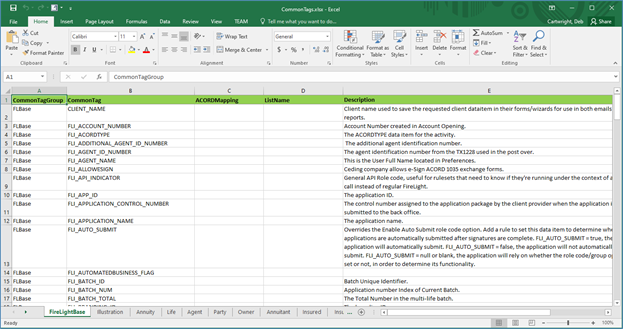 CommonTags.xlsx - Excel
Cartwright, Deb
Share
File
Home
Insert
Page Layout
Formulas
Data
Review
View
TEAM
Tell me what you want to do...
Paste
Cut
Copy
Format Painter
Clipboard
Calibri
11
Font
Wrap Text
Merge & Center
Alignment
General
Number
Conditional Formatting
Format as Table
Cell Styles
Styles
Insert
Delete
Format
Cells
AutoSum
Fill
Clear
Sort & Filter
Find & Select
Editing
A1
CommonTagGroup
A B C D E
1 CommonTagGroup CommonTag ACORDMapping ListName Description
2 FLBase CLIENT_NAME Client name used to save the requested client dataitem in their forms/wizards for use in both emails
reports.
3 FLBase FLI_ACCOUNT_NUMBER Account Number created in Account Opening.
4 FLBase FLI_ACORDTYPE The ACORDTYPE data item for the activity.
5 FLBase FLI_ADDITIONAL_AGENT_ID_NUMBER The additional agent identification number.
6 FLBase FLI_AGENT_ID_NUMBER The agent identification number from the TX1228 used in the post over.
7 FLBase FLI_AGENT_NAME This is the User Full Name located in Preferences.
8 FLBase FLI_ALLOWESIGN Ceding company allows e-Sign ACORD 1035 exchange forms.
9 FLBase FLI_API_INDICATOR General API Role code, useful for rulesets that need to know if they're running under the context of a
call instead of regular FireLight.
10 FLBase FLI_APP_ID The application ID.
11 FLBase FLI_APPLICATION_CONTROL_NUMBER The control number assigned to the application package by the client provider when the application i
submitted to the back office.
12 FLBase FLI_APPLICATION_NAME The application name.
13 FLBase FLI_AUTO_SUBMIT Overrides the Enable Auto Submit role code option. Add a rule to set this data item to determine whe
applications are automatically submitted after signatures are complete. FLI_AUTO_SUBMIT = true, the
application will automatically submit. FLI_AUTO_SUBMIT = false, the application will not automatically
submit. FLI_AUTO_SUBMIT = null or blank, the application will rely on whether the role code/group op
set or not, in order to determine its functionality.
14 FLBase FLI_AUTOMATEDBUSINESS_FLAG
15 FLBase FLI_BATCH_ID Batch Unique Identifier.
16 FLBase FLI_BATCH_NUM Application number Index of Current Batch.
17 FLBase FLI_BATCH_TOTAL The Total Number in the multi-life batch.
FireLightBase
Illustration
Annuity
Life
Agent
Party
Owner
Annuitant
Insured
Ins ...
Ready
100%